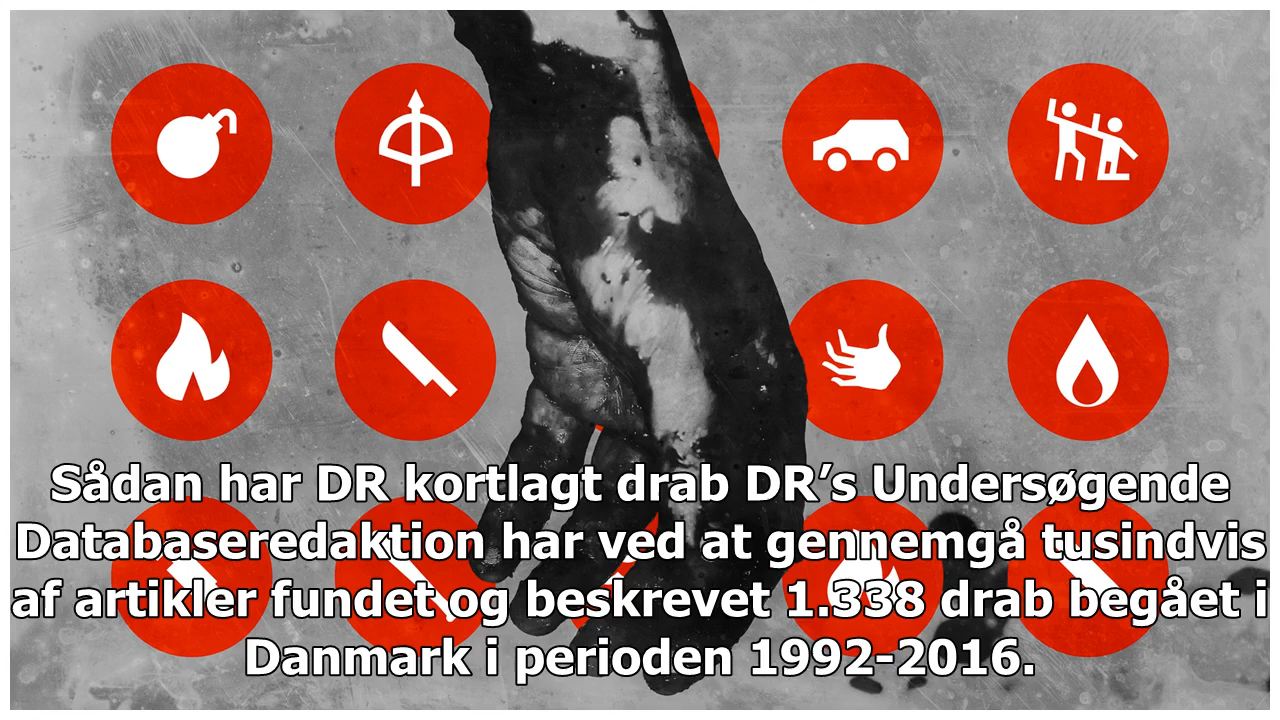 Sådan har DR kortlagt drab DR’s Undersøgende
Databaseredaktion har ved at gennemgå tusindvis
af artikler fundet og beskrevet 1.338 drab begået i
Danmark i perioden 1992-2016.